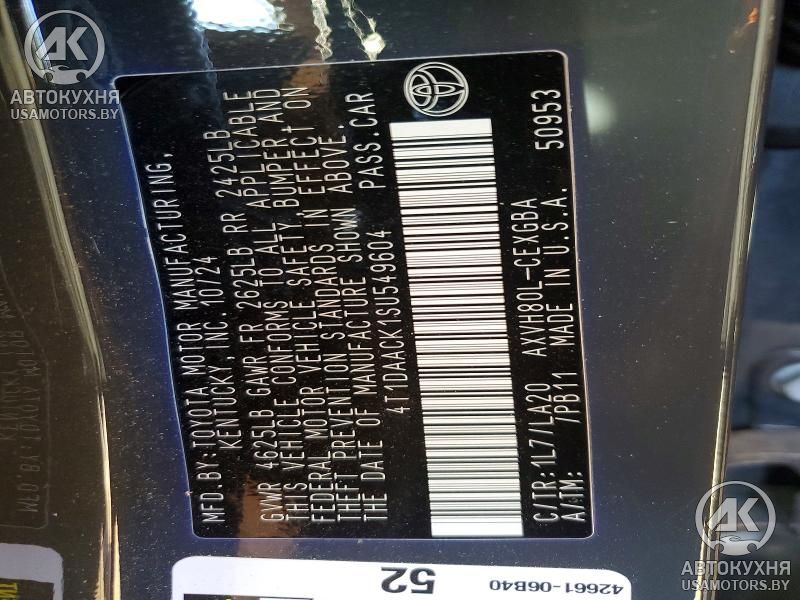 MFD. BY: TOYOTA MOTOR MANUFACTURING,
KENTUCKY, INC. 10/24
GVWR 4625LB GAWR FR 2625LB RR 2425LB
THIS VEHICLE CONFORMS TO ALL APPLICABLE
FEDERAL MOTOR VEHICLE SAFETY, BUMPER, AND
THEFT PREVENTION STANDARDS IN EFFECT ON
THE DATE OF MANUFACTURE SHOWN ABOVE.
4T1DAACK1SU549604 PASS. CAR
C/TR: 1L7/LA20 AXVH80L-CEXGBA
A/TM: /PB11 MADE IN U.S.A. 50953
52
42661-06B40
AK
АВТОКУХНЯ
USAMOTORS.BY
AK
АВТОКУХНЯ
USAMOTORS.BY